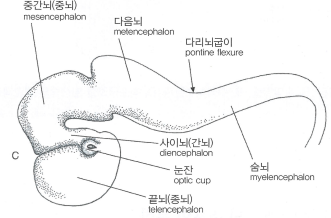 중간뇌(중뇌)
mesencephalon
다음뇌
metencephalon
다리뇌굽이
pontine flexure
사이뇌(간뇌)
diencephalon
눈잔
optic cup
숨뇌
myelencephalon
C
끝뇌(종뇌)
telencephalon